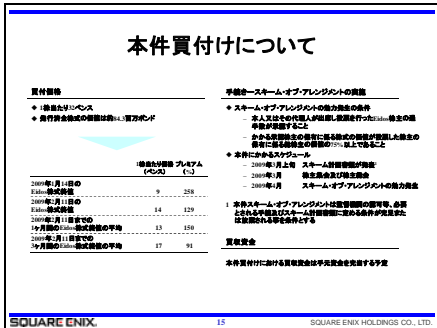 本件買付けについて
買付価格
◆ 1株当たり32ペンス
◆ 発行済全株式の価値は約84.3百万ポンド
1株当たり価格 プレミアム
(ペンス) (%)
2009年1月14日の
Eidos株式終値 9 258
2009年2月11日の
Eidos株式終値 14 129
2009年2月11日までの
1ヶ月間のEidos株式終値の平均 13 150
2009年2月11日までの
3ヶ月間のEidos株式終値の平均 17 91
手続き－スキーム・オブ・アレンジメントの実施
◆ スキーム・オブ・アレンジメントの効力発生の条件
– 本人又はその代理人が出席し投票を行ったEidos株主の過
半数が承認すること
– かかる承認株主の保有に係る株式の価値が投票した株主の
保有に係る総株主の価値の75%以上であること
◆ 本件にかかるスケジュール
– 2009年3月上旬 スキーム計画書類が発送
– 2009年3月 株主集会及び株主総会
– 2009年4月 スキーム・オブ・アレンジメントの効力発生
1 本件スキーム・オブ・アレンジメントは監督機関の認可等、必要
とされる手続及びスキーム計画書類に定める条件が充足また
は放棄される事を条件とする
買収資金
本件買付けにおける買収資金は手元資金を充当する予定
SQUARE ENIX.
15
SQUARE ENIX HOLDINGS CO., LTD.